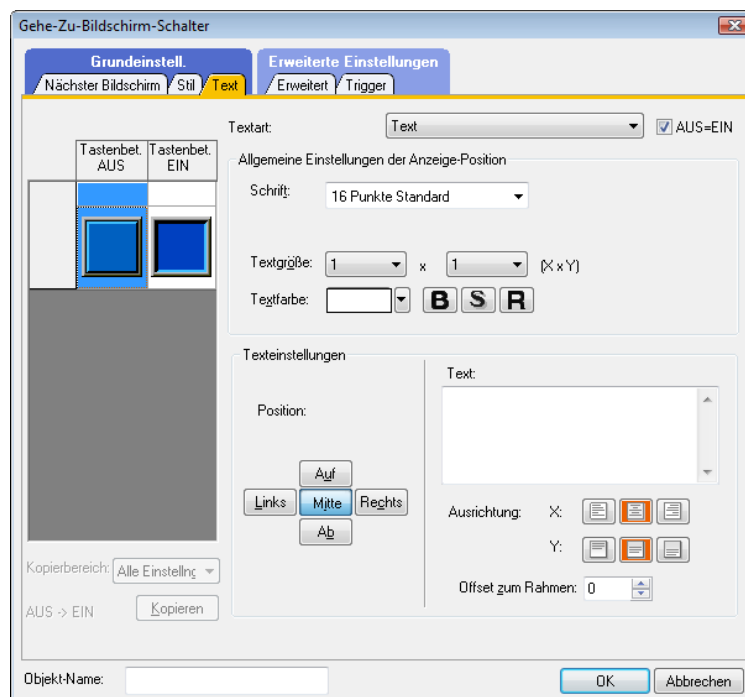 Gehe-Zu-Bildschirm-Schalter
Grundeinstell. Erweiterte Einstellungen
Nächster Bildschirm Stil Text Erweitert Trigger
Textart: Text AUS=EIN
Tastenbet. AUS Tastenbet. EIN
Allgemeine Einstellungen der Anzeige-Position
Schrift: 16 Punkte Standard
Textgröße: 1 x 1 (X x Y)
Textfarbe: B S R
Texteinstellungen
Text:
Position:
Auf
Links Mitte Rechts
Ab
Ausrichtung: X:
Y:
Offset zum Rahmen: 0
Kopierbereich: Alle Einstellng
AUS -> EIN Kopieren
Objekt-Name: OK Abbrechen